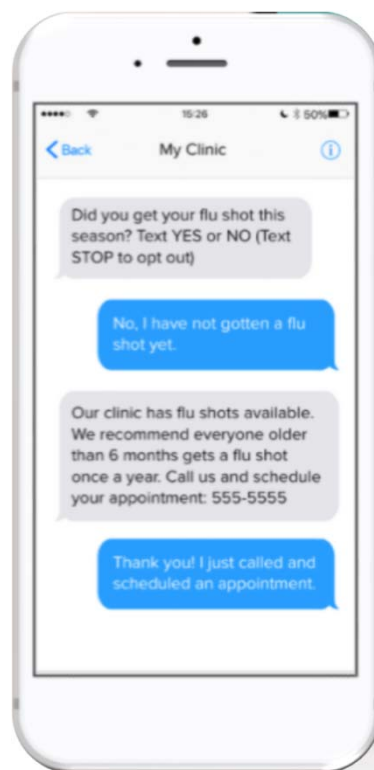 15:26 50%
Back My Clinic
Did you get your flu shot this
season? Text YES or NO (Text
STOP to opt out)
No, I have not gotten a flu
shot yet.
Our clinic has flu shots available.
We recommend everyone older
than 6 months gets a flu shot
once a year. Call us and schedule
your appointment: 555-5555
Thank you! I just called and
scheduled an appointment.